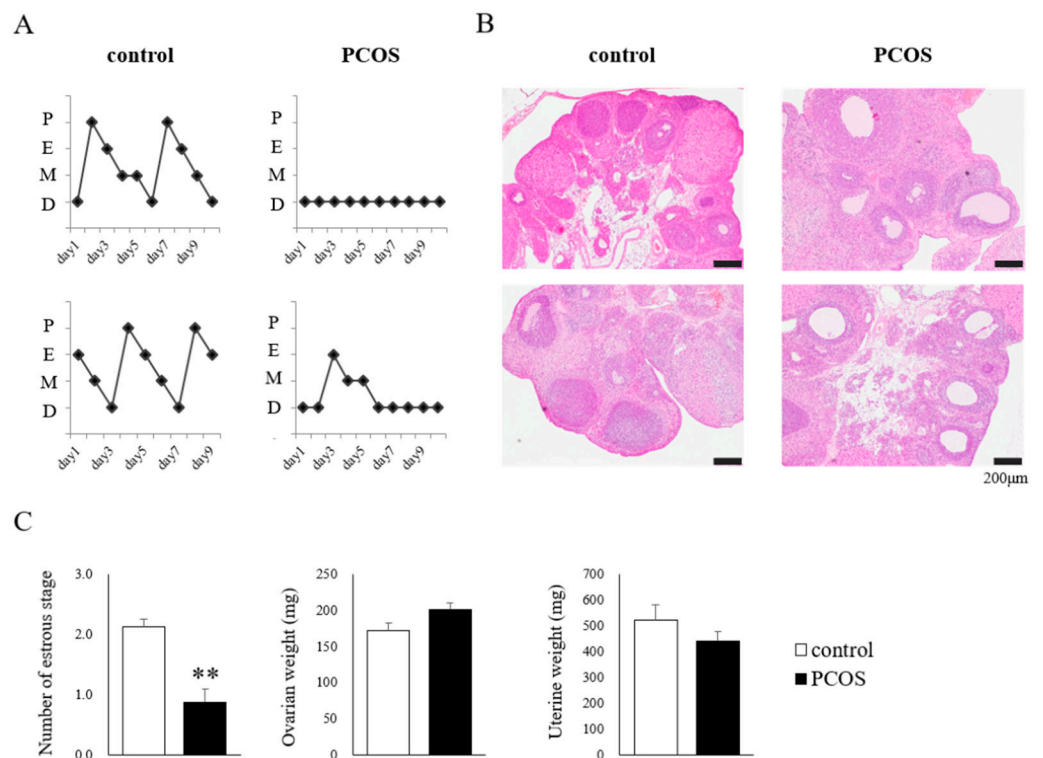 A
control
PCOS
P
E
M
D
day1
day3
day5
day7
day9
P
E
M
D
day1
day3
day5
day7
day9
P
E
M
D
day1
day3
day5
day7
day9
P
E
M
D
day1
day3
day5
day7
day9
B
control
PCOS
200μm
C
Number of estrous stage
3.0
2.0
1.0
0.0
**
Ovarian weight (mg)
250
200
150
100
50
0
Uterine weight (mg)
700
600
500
400
300
200
100
0
control
PCOS